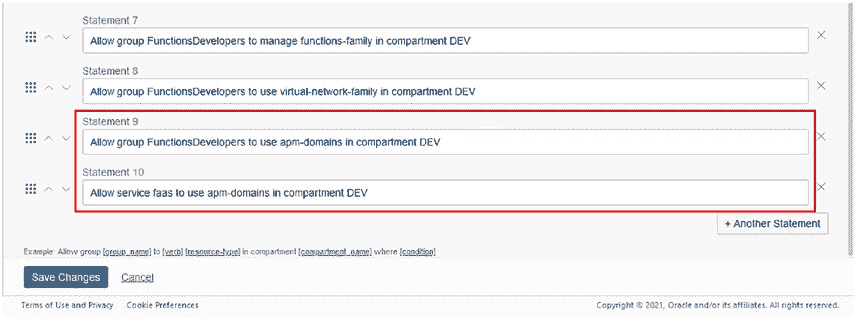 Statement 7
Allow group FunctionsDevelopers to manage functions-family in compartment DEV
Statement 8
Allow group FunctionsDevelopers to use virtual-network-family in compartment DEV
Statement 9
Allow group FunctionsDevelopers to use apm-domains in compartment DEV
Statement 10
Allow service faas to use apm-domains in compartment DEV
+ Another Statement
Example: Allow group [group_name] to [verb] [resource-type] in compartment [compartment_name] where [condition]
Save Changes Cancel
Terms of Use and Privacy Cookie Preferences Copyright © 2021, Oracle and/or its affiliates. All rights reserved.